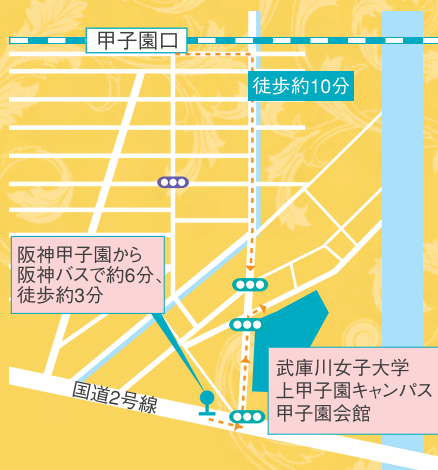 甲子園口
徒歩約10分
阪神甲子園から
阪神バスで約6分、
徒歩約3分
武庫川女子大学
上甲子園キャンパス
甲子園会館
国道2号線